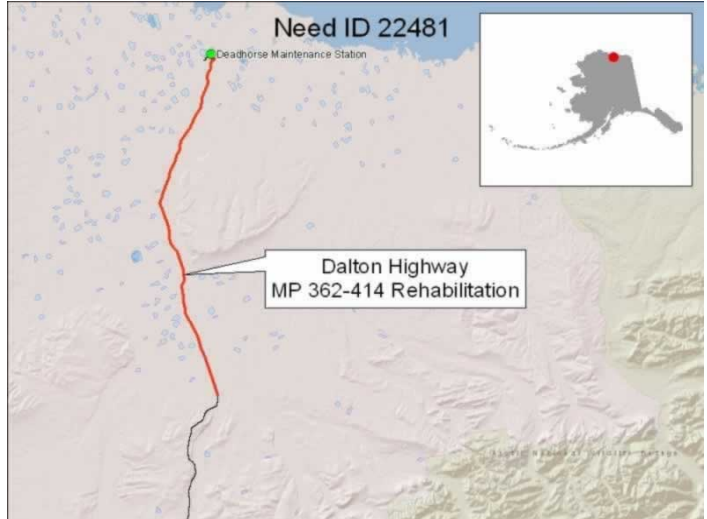 Need ID 22481
Deadhorse Maintenance Station
Dalton Highway
MP 362-414 Rehabilitation